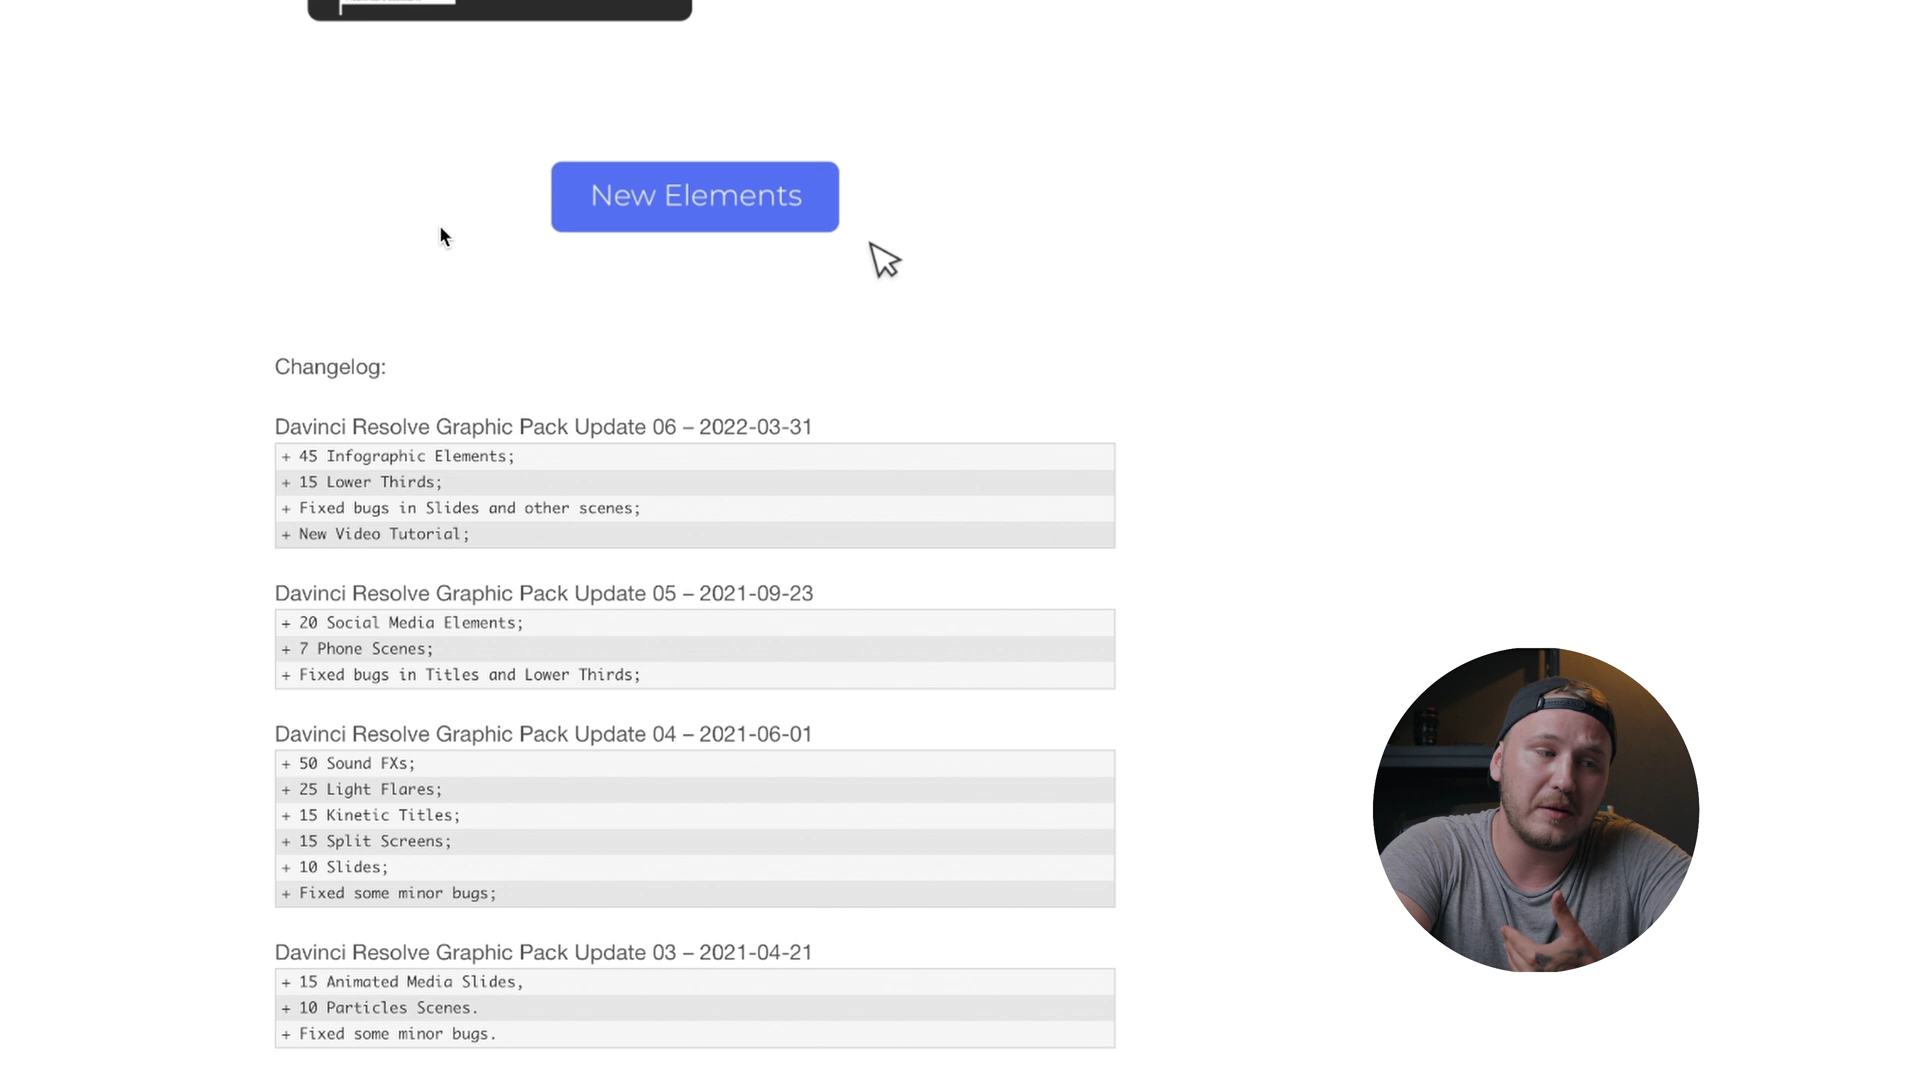 New Elements
Changelog:
Davinci Resolve Graphic Pack Update 06 – 2022-03-31
+ 45 Infographic Elements;
+ 15 Lower Thirds;
+ Fixed bugs in Slides and other scenes;
+ New Video Tutorial;
Davinci Resolve Graphic Pack Update 05 – 2021-09-23
+ 20 Social Media Elements;
+ 7 Phone Scenes;
+ Fixed bugs in Titles and Lower Thirds;
Davinci Resolve Graphic Pack Update 04 – 2021-06-01
+ 50 Sound FXs;
+ 25 Light Flares;
+ 15 Kinetic Titles;
+ 15 Split Screens;
+ 10 Slides;
+ Fixed some minor bugs;
Davinci Resolve Graphic Pack Update 03 – 2021-04-21
+ 15 Animated Media Slides,
+ 10 Particles Scenes.
+ Fixed some minor bugs.